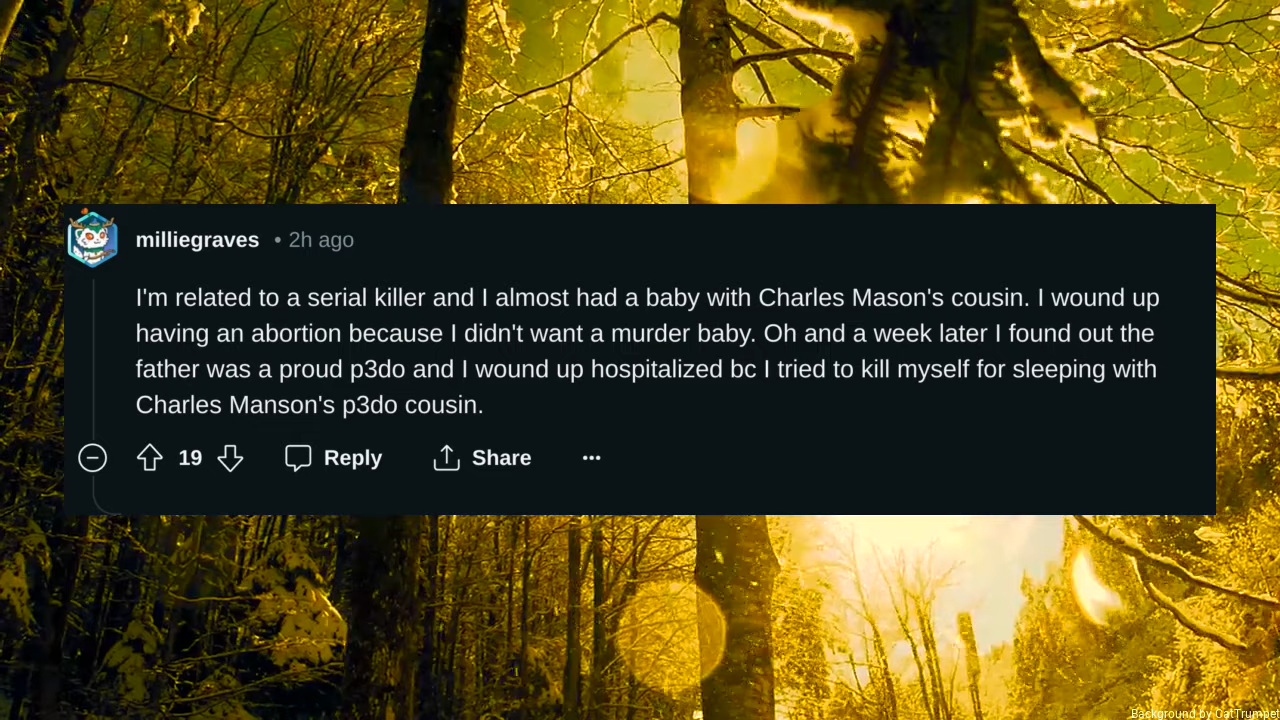 milliegraves • 2h ago
I'm related to a serial killer and I almost had a baby with Charles Mason's cousin. I wound up
having an abortion because I didn't want a murder baby. Oh and a week later I found out the
father was a proud p3do and I wound up hospitalized bc I tried to kill myself for sleeping with
Charles Manson's p3do cousin.
19 Reply Share ...
Background by CatTrumpet